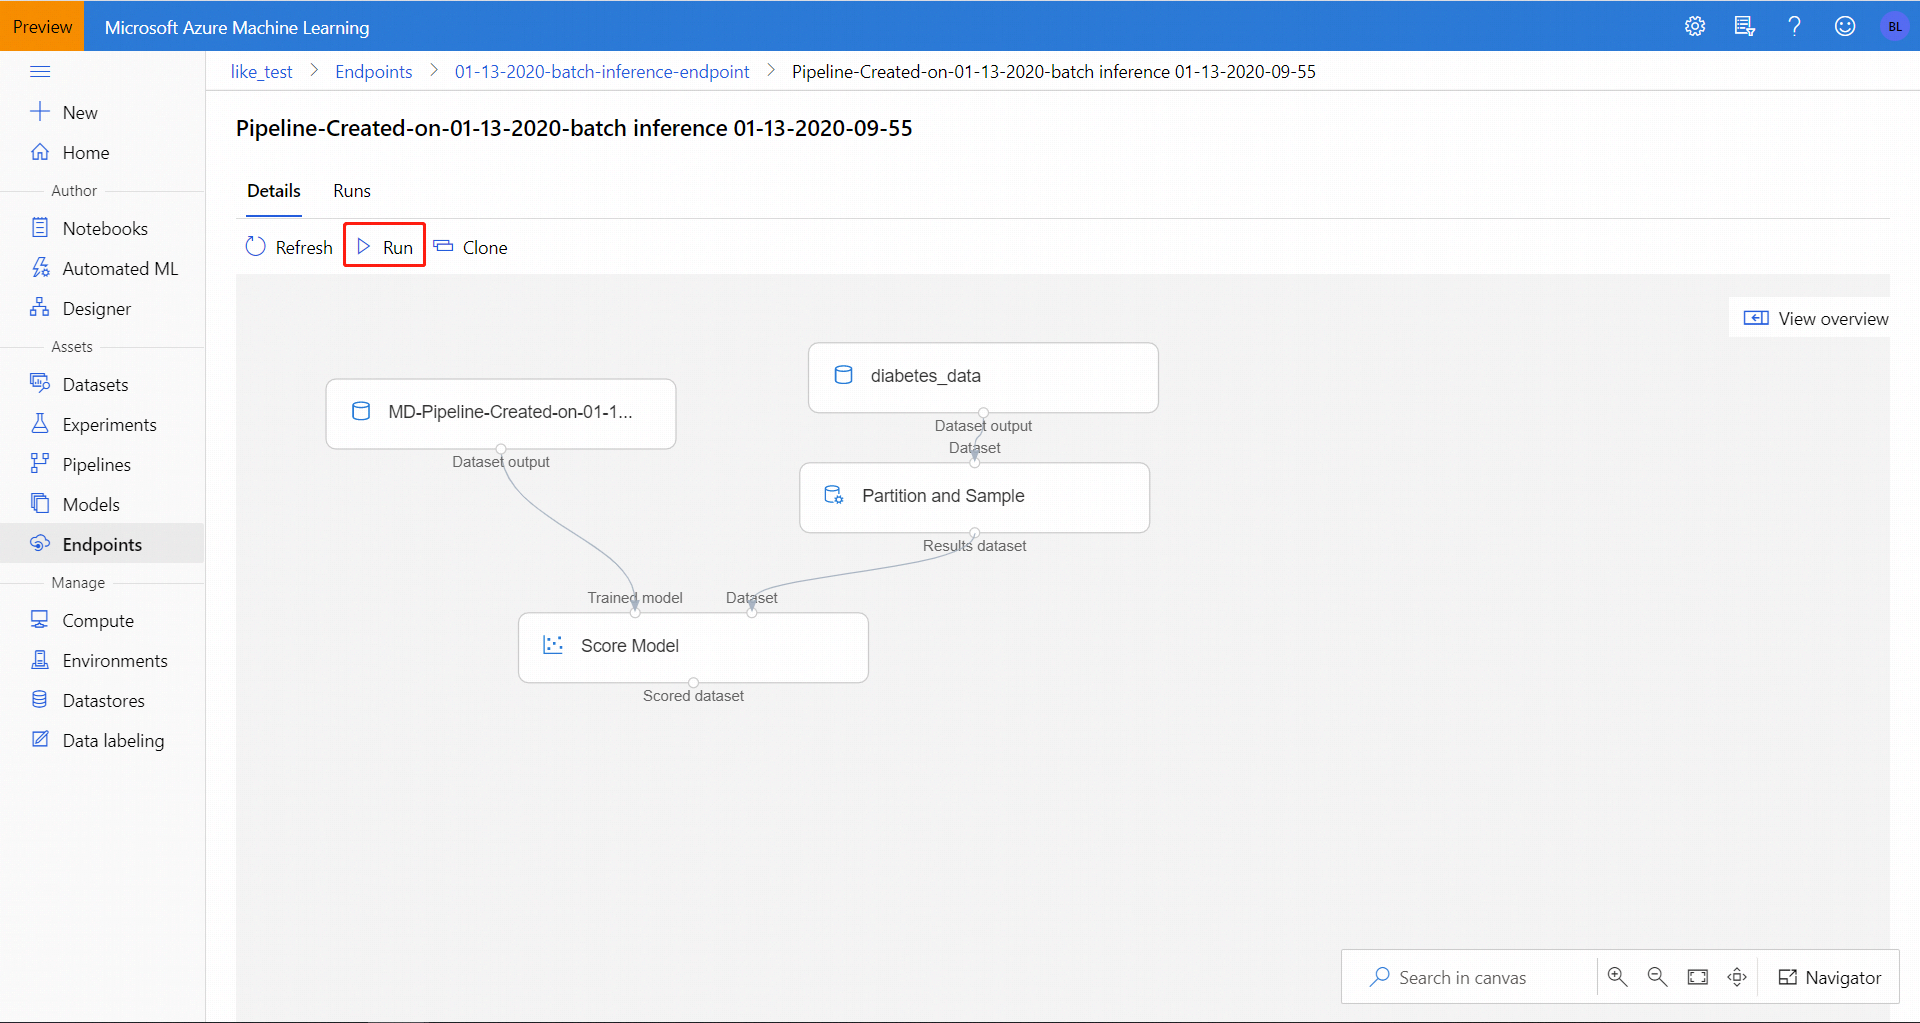 Preview
Microsoft Azure Machine Learning
BL
like_test > Endpoints > 01-13-2020-batch-inference-endpoint > Pipeline-Created-on-01-13-2020-batch inference 01-13-2020-09-55
New
Home
Author
Notebooks
Automated ML
Designer
Assets
Datasets
Experiments
Pipelines
Models
Endpoints
Manage
Compute
Environments
Datastores
Data labeling
Pipeline-Created-on-01-13-2020-batch inference 01-13-2020-09-55
Details Runs
Refresh Run Clone
View overview
diabetes_data
Dataset output
MD-Pipeline-Created-on-01-1...
Dataset output
Dataset
Partition and Sample
Results dataset
Trained model Dataset
Score Model
Scored dataset
Search in canvas
Navigator